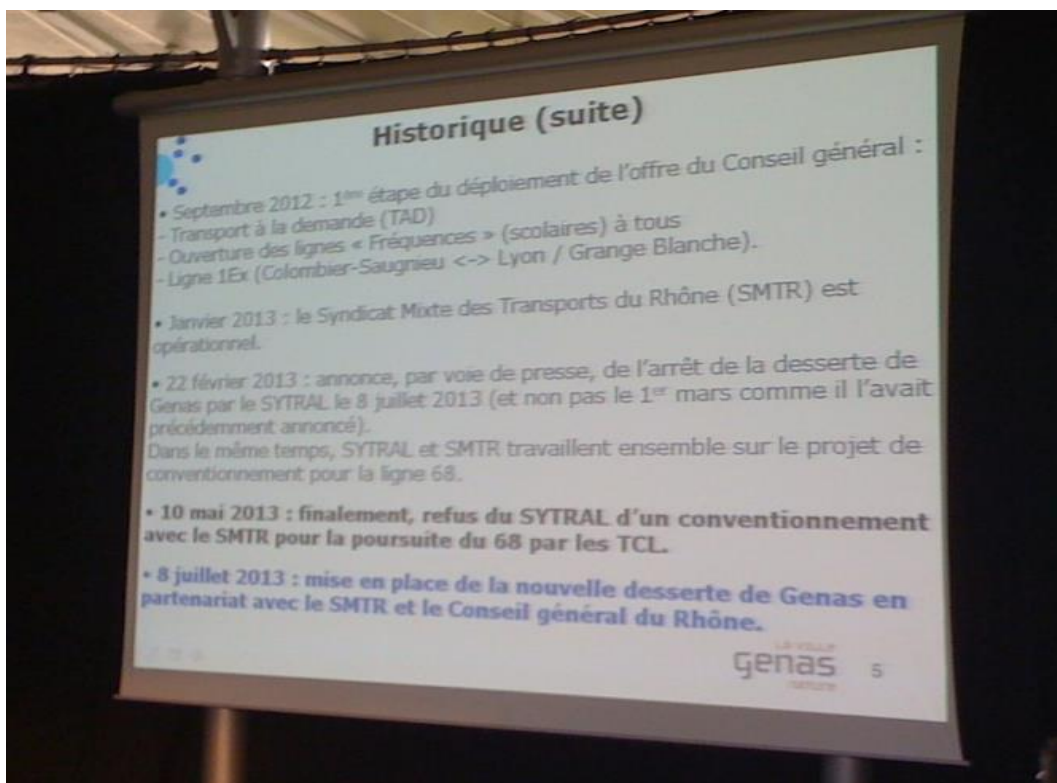 Historique (suite)
• Septembre 2012 : 1ère étape du déploiement de l'offre du Conseil général :
- Transport à la demande (TAD)
- Ouverture des lignes « Fréquences » (scolaires) à tous
- Ligne 1Ex (Colombier-Saugnieu <-> Lyon / Grange Blanche).
• Janvier 2013 : le Syndicat Mixte des Transports du Rhône (SMTR) est
opérationnel.
• 22 février 2013 : annonce, par voie de presse, de l'arrêt de la desserte de
Genas par le SYTRAL le 8 juillet 2013 (et non pas le 1er mars comme il l'avait
précédemment annoncé).
Dans le même temps, SYTRAL et SMTR travaillent ensemble sur le projet de
conventionnement pour la ligne 68.
• 10 mai 2013 : finalement, refus du SYTRAL d'un conventionnement
avec le SMTR pour la poursuite du 68 par les TCL.
• 8 juillet 2013 : mise en place de la nouvelle desserte de Genas en
partenariat avec le SMTR et le Conseil général du Rhône.
LA VILLE
genas
nature
5